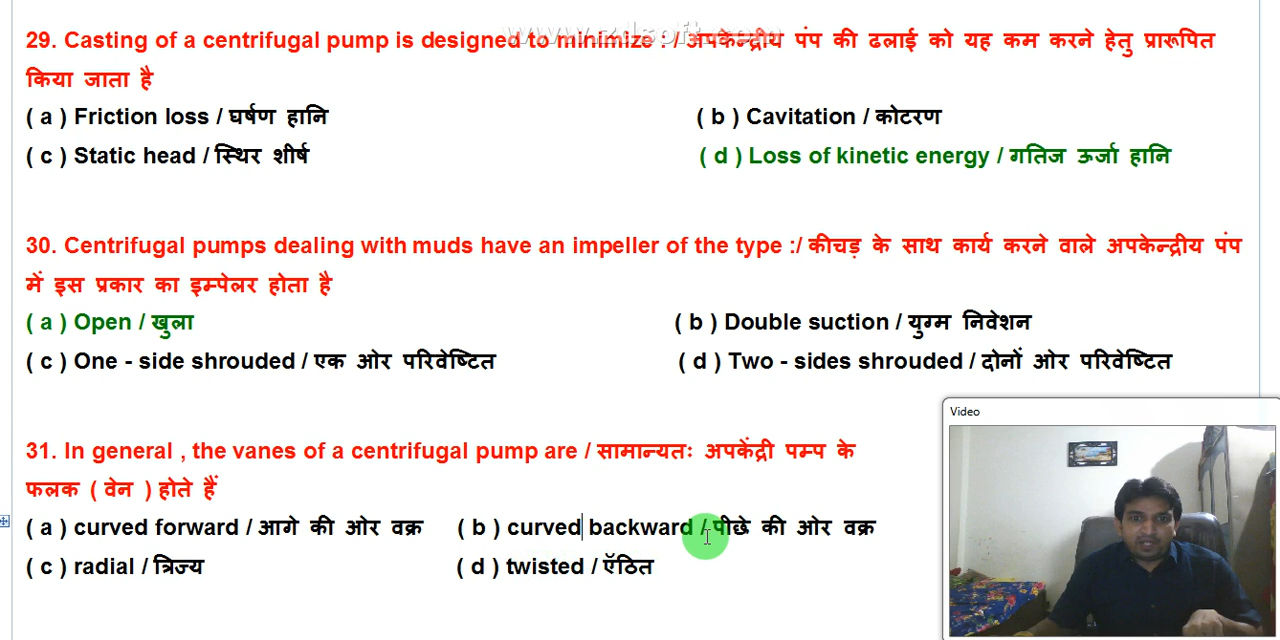 www.zdsoft.com
29. Casting of a centrifugal pump is designed to minimize : / अपकेन्द्रीय पंप की ढलाई को यह कम करने हेतु प्रारूपित
किया जाता है
( a ) Friction loss / घर्षण हानि ( b ) Cavitation / कोटरण
( c ) Static head / स्थिर शीर्ष ( d ) Loss of kinetic energy / गतिज ऊर्जा हानि
30. Centrifugal pumps dealing with muds have an impeller of the type :/ कीचड़ के साथ कार्य करने वाले अपकेन्द्रीय पंप
में इस प्रकार का इम्पेलर होता है
( a ) Open / खुला ( b ) Double suction / युग्म निवेशन
( c ) One - side shrouded / एक ओर परिवेष्टित ( d ) Two - sides shrouded / दोनों ओर परिवेष्टित
31. In general , the vanes of a centrifugal pump are / सामान्यतः अपकेंद्री पम्प के
फलक ( वेन ) होते हैं
( a ) curved forward / आगे की ओर वक्र ( b ) curved backward / पीछे की ओर वक्र
( c ) radial / त्रिज्य ( d ) twisted / ऍठित
Video